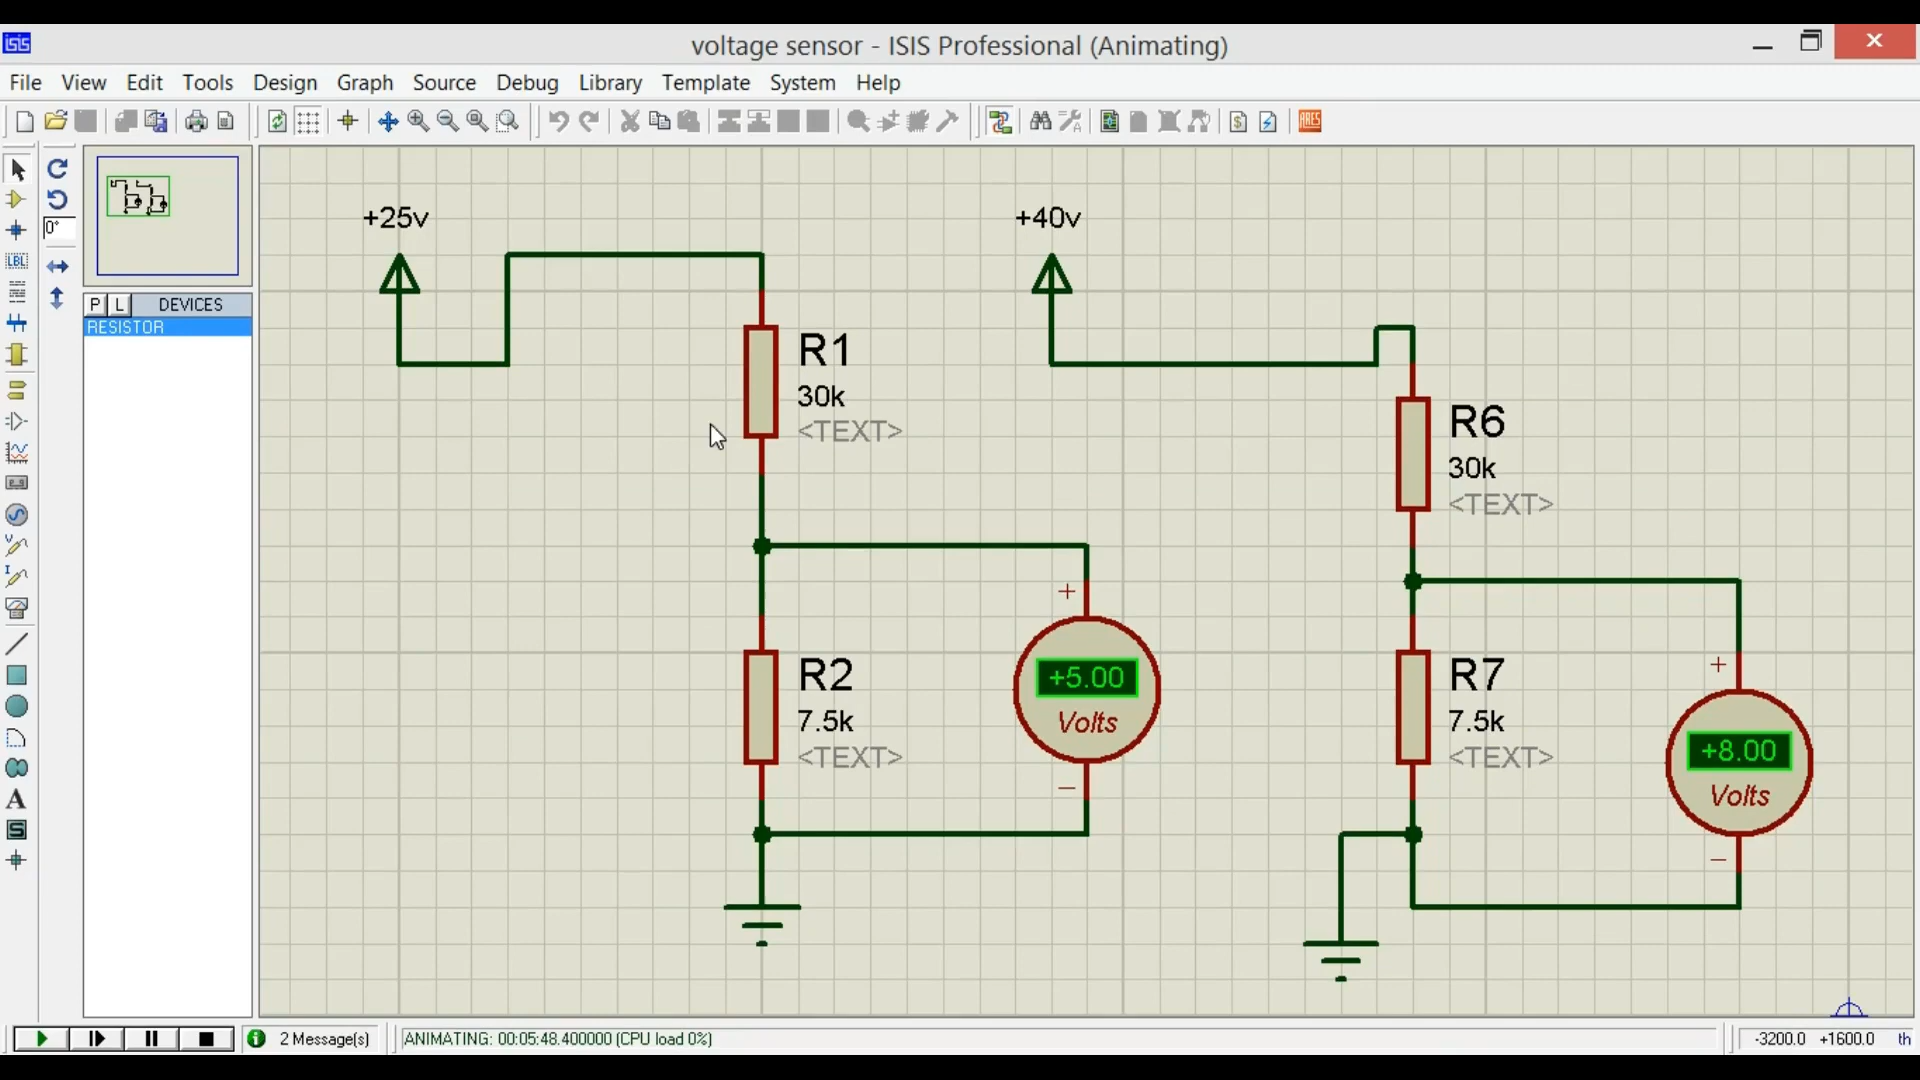 isis
voltage sensor - ISIS Professional (Animating)
File View Edit Tools Design Graph Source Debug Library Template System Help
ARES
LBL
0°
P L DEVICES
RESISTOR
+25v
+40v
R1
30k
<TEXT>
R6
30k
<TEXT>
+
+5.00
Volts
−
R2
7.5k
<TEXT>
R7
7.5k
<TEXT>
+
+8.00
Volts
−
A
S
V
I
2 Message(s)
ANIMATING: 00:05:48.400000 (CPU load 0%)
-3200.0 +1600.0 th